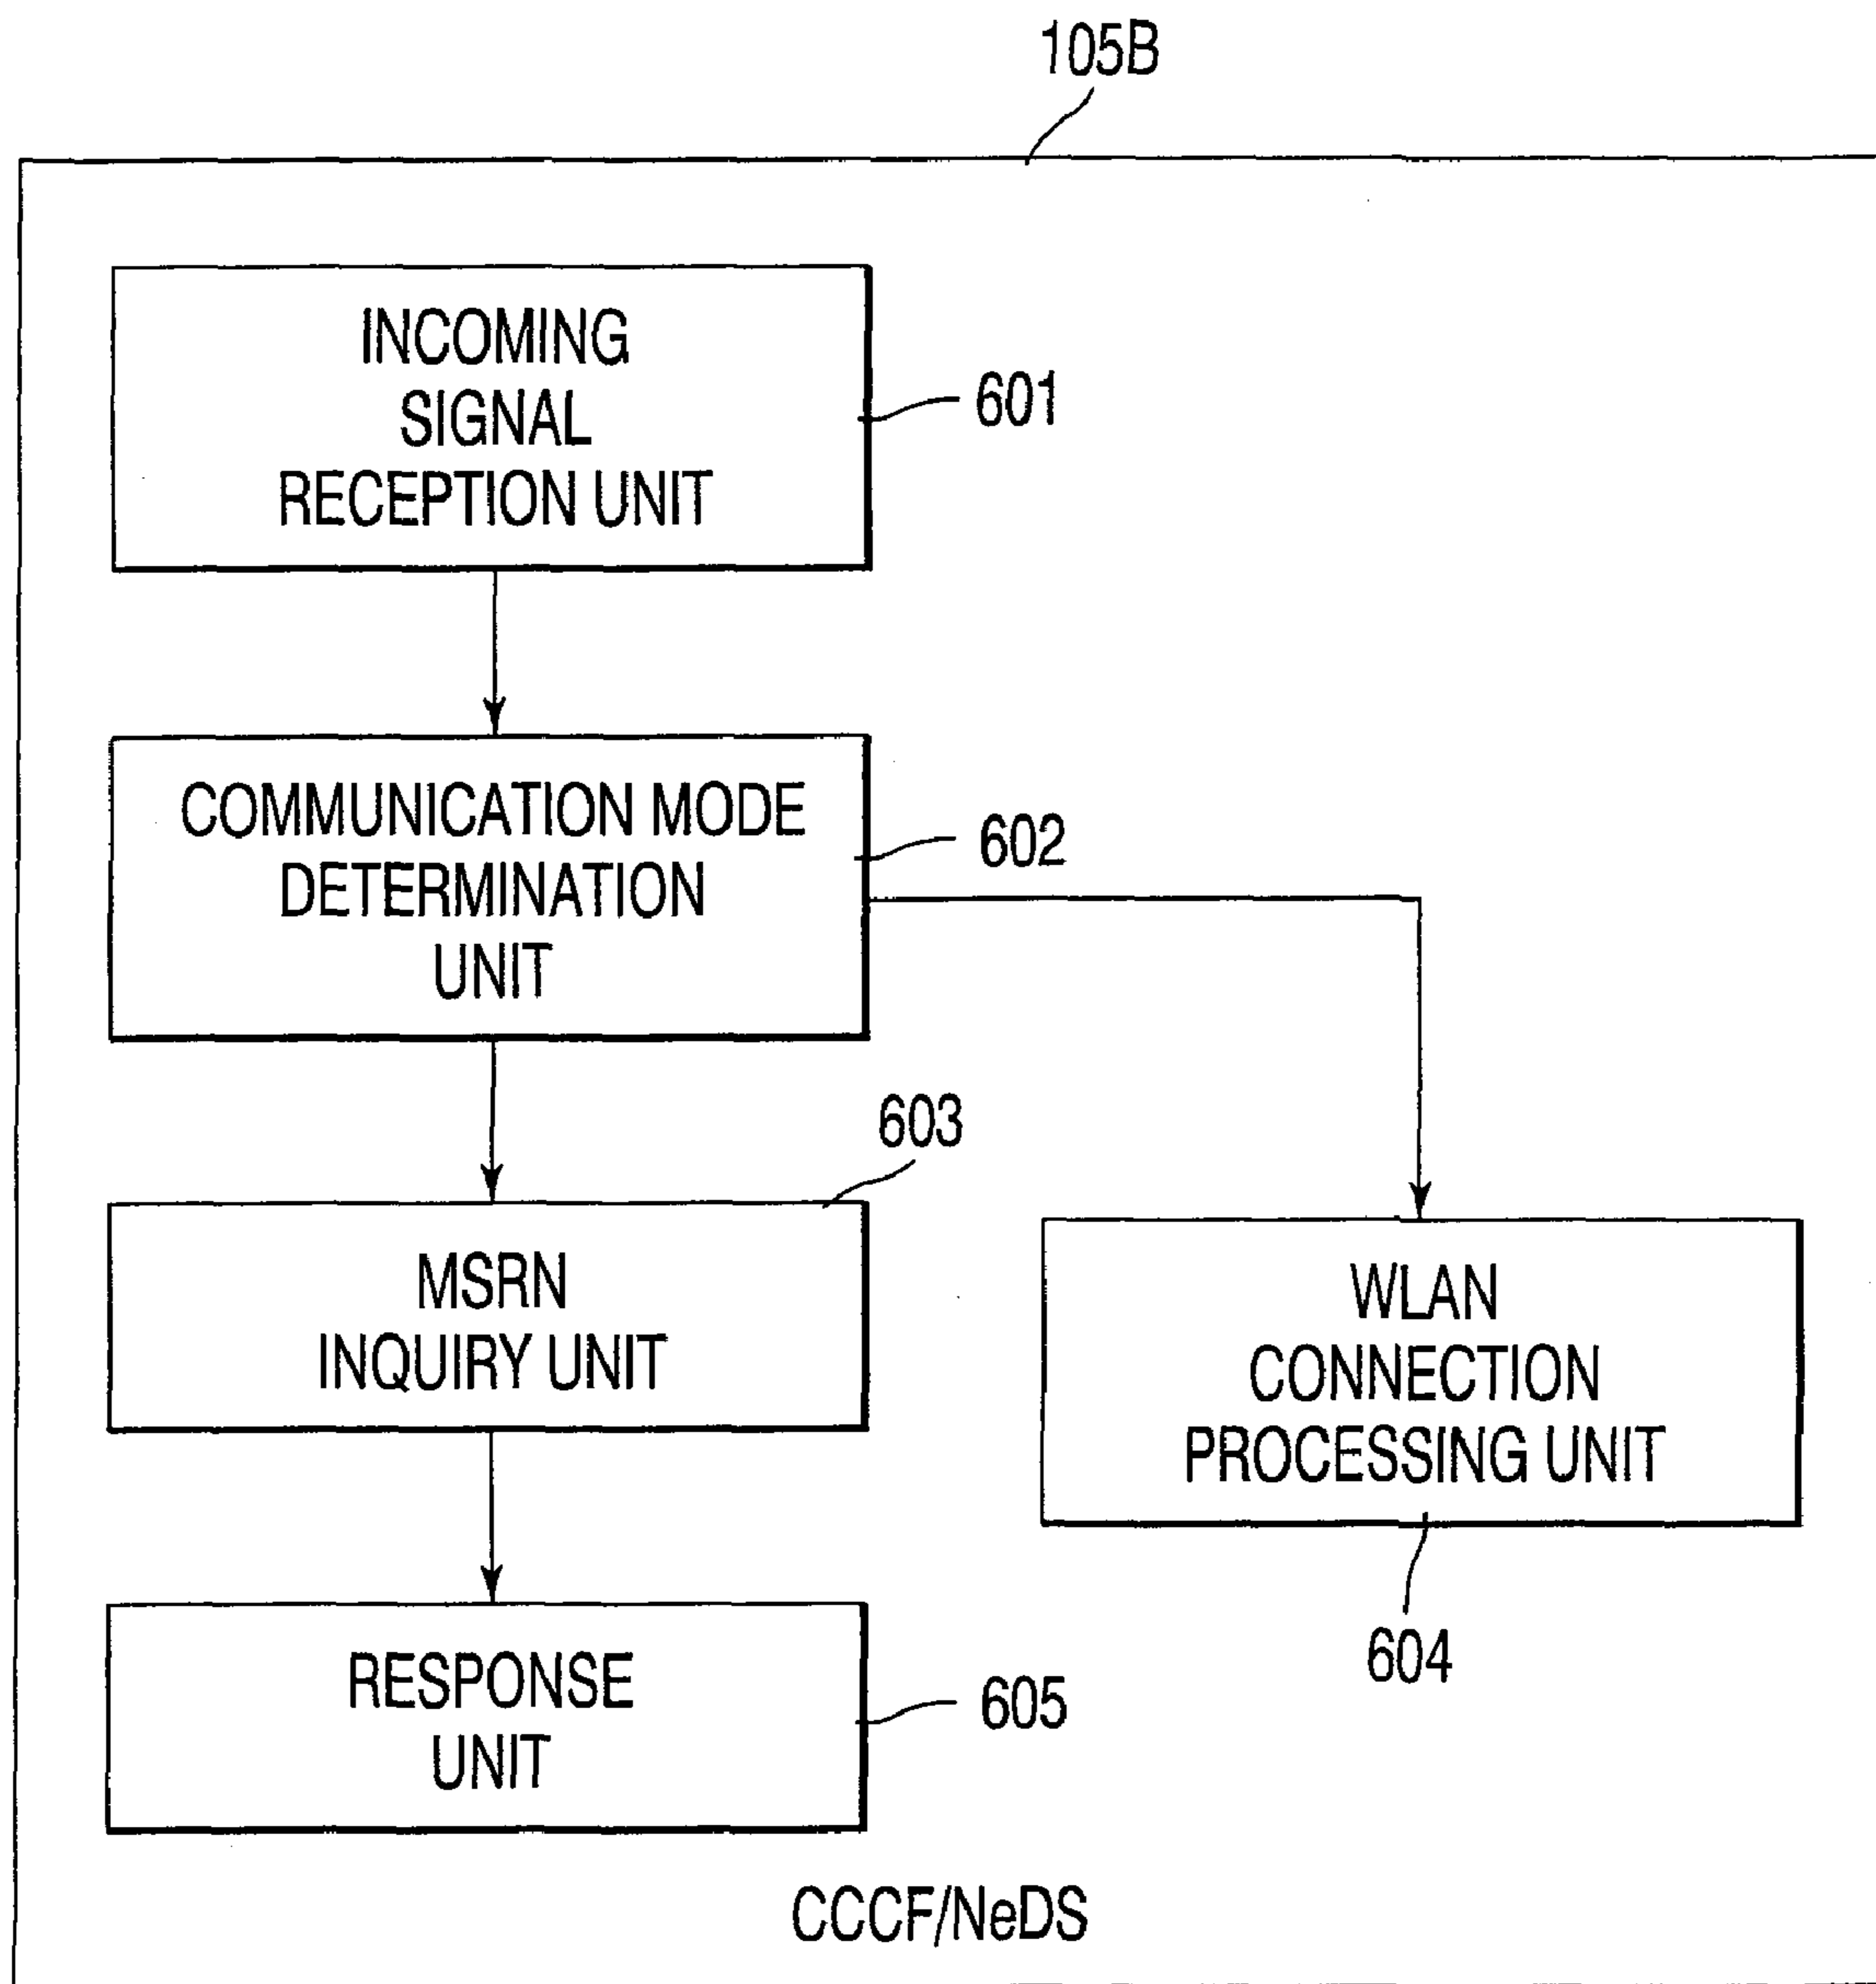 105B
INCOMING
SIGNAL
RECEPTION UNIT
601
COMMUNICATION MODE
DETERMINATION
UNIT
602
603
MSRN
INQUIRY UNIT
WLAN
CONNECTION
PROCESSING UNIT
604
RESPONSE
UNIT
605
CCCF/NeDS